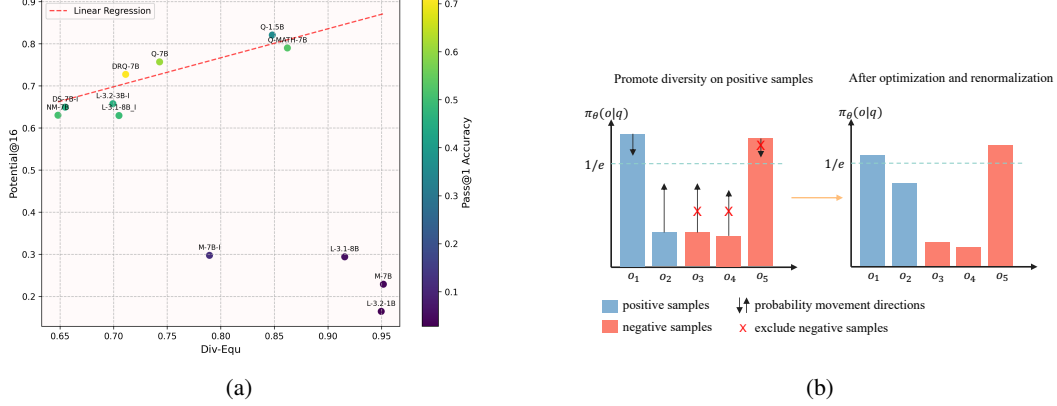 0.9
0.8
0.7
0.6
0.5
0.4
0.3
0.2
Potential@16
Linear Regression
Q-1.5B
Q-MATH-7B
Q-7B
DRQ-7B
DS-7B-I
NM-7B
L-3.2-3B-I
L-3.1-8B_I
M-7B-I
L-3.1-8B
M-7B
L-3.2-1B
0.65 0.70 0.75 0.80 0.85 0.90 0.95
Div-Equ
0.7
0.6
0.5
0.4
0.3
0.2
0.1
Pass@1 Accuracy
(a)
Promote diversity on positive samples
πθ(o|q)
1/e
X X X
o1 o2 o3 o4 o5
After optimization and renormalization
πθ(o|q)
1/e
o1 o2 o3 o4 o5
positive samples
probability movement directions
negative samples
X exclude negative samples
(b)